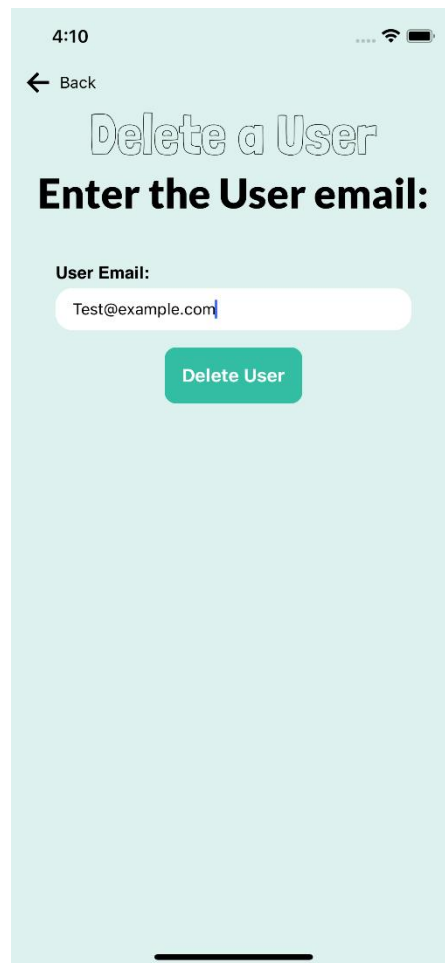 4:10
Back
Delete a User
Enter the User email:
User Email:
Test@example.com
Delete User